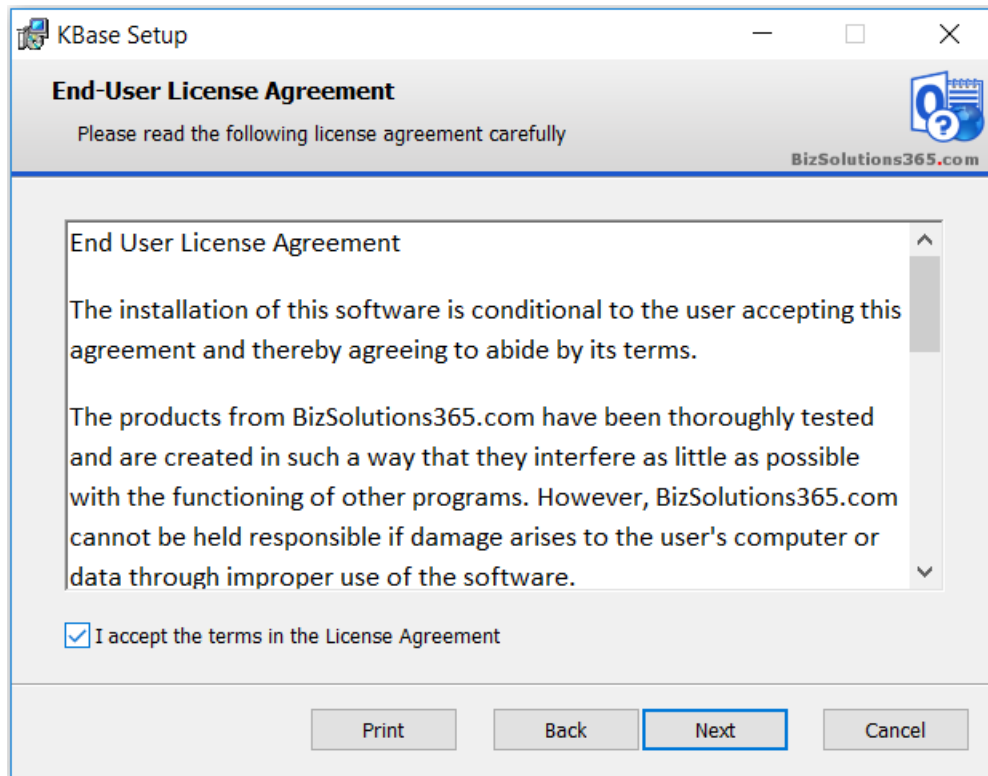 KBase Setup
End-User License Agreement
Please read the following license agreement carefully
BizSolutions365.com
End User License Agreement
The installation of this software is conditional to the user accepting this
agreement and thereby agreeing to abide by its terms.
The products from BizSolutions365.com have been thoroughly tested
and are created in such a way that they interfere as little as possible
with the functioning of other programs. However, BizSolutions365.com
cannot be held responsible if damage arises to the user's computer or
data through improper use of the software.
I accept the terms in the License Agreement
Print Back Next Cancel